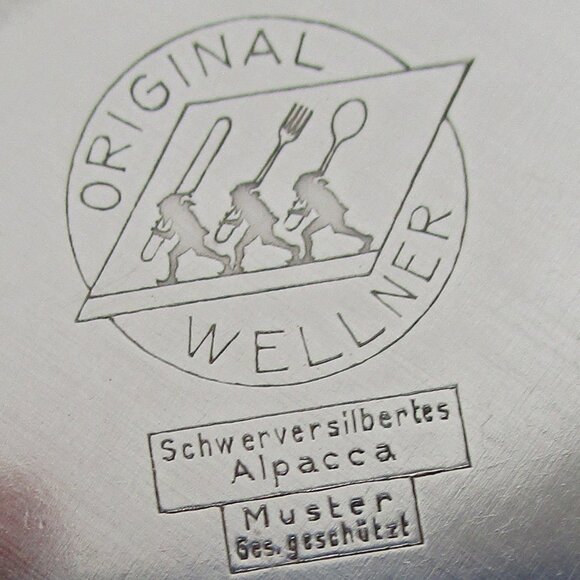 ORIGINAL
WELLNER
Schwerversilbertes
Alpacca
Muster
Ges. geschützt